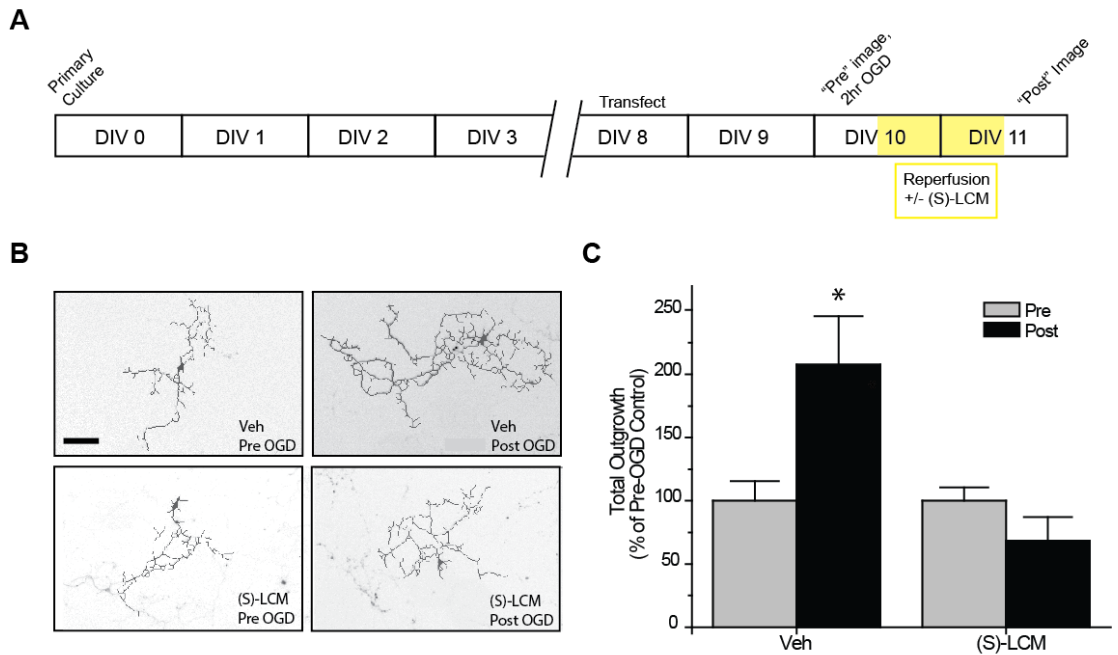 A
Primary
Culture
"Pre" image,
2hr OGD
"Post" Image
Transfect
DIV 0
DIV 1
DIV 2
DIV 3
DIV 8
DIV 9
DIV 10
DIV 11
Reperfusion
+/- (S)-LCM
B
Veh
Pre OGD
Veh
Post OGD
(S)-LCM
Pre OGD
(S)-LCM
Post OGD
C
Total Outgrowth
(% of Pre-OGD Control)
250
200
150
100
50
0
*
Pre
Post
Veh
(S)-LCM